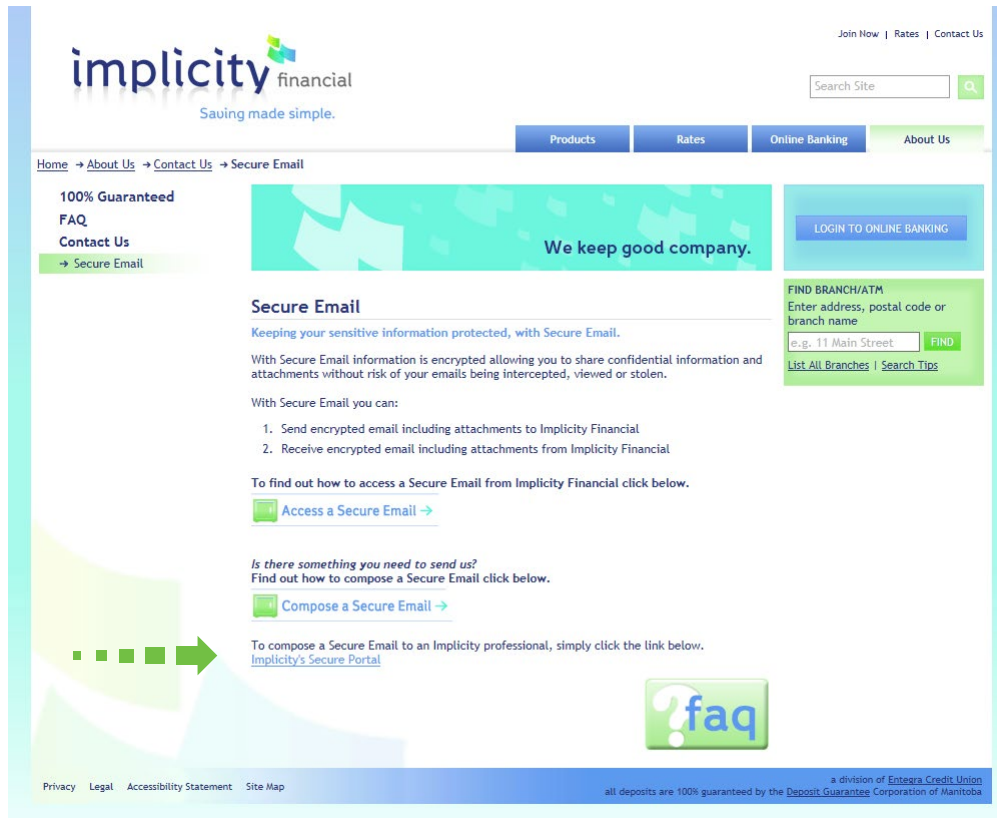 Join Now | Rates | Contact Us
implicity financial
Saving made simple.
Search Site
Products Rates Online Banking About Us
Home → About Us → Contact Us → Secure Email
100% Guaranteed
FAQ
Contact Us
→ Secure Email
We keep good company.
LOGIN TO ONLINE BANKING
FIND BRANCH/ATM
Enter address, postal code or
branch name
e.g. 11 Main Street FIND
List All Branches | Search Tips
Secure Email
Keeping your sensitive information protected, with Secure Email.
With Secure Email information is encrypted allowing you to share confidential information and
attachments without risk of your emails being intercepted, viewed or stolen.
With Secure Email you can:
1. Send encrypted email including attachments to Implicity Financial
2. Receive encrypted email including attachments from Implicity Financial
To find out how to access a Secure Email from Implicity Financial click below.
Access a Secure Email →
Is there something you need to send us?
Find out how to compose a Secure Email click below.
Compose a Secure Email →
To compose a Secure Email to an Implicity professional, simply click the link below.
Implicity's Secure Portal
?faq
Privacy Legal Accessibility Statement Site Map
a division of Entegra Credit Union
all deposits are 100% guaranteed by the Deposit Guarantee Corporation of Manitoba